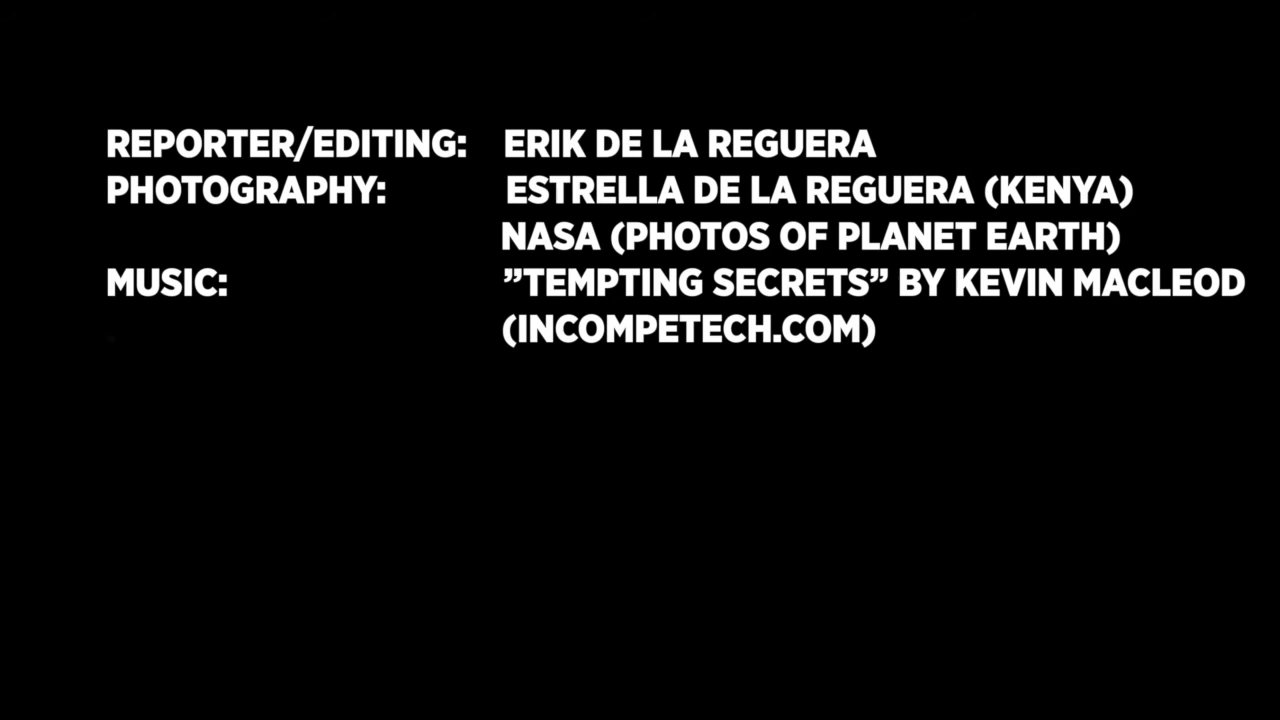 REPORTER/EDITING: ERIK DE LA REGUERA
PHOTOGRAPHY: ESTRELLA DE LA REGUERA (KENYA)
NASA (PHOTOS OF PLANET EARTH)
MUSIC: ”TEMPTING SECRETS” BY KEVIN MACLEOD
(INCOMPETECH.COM)